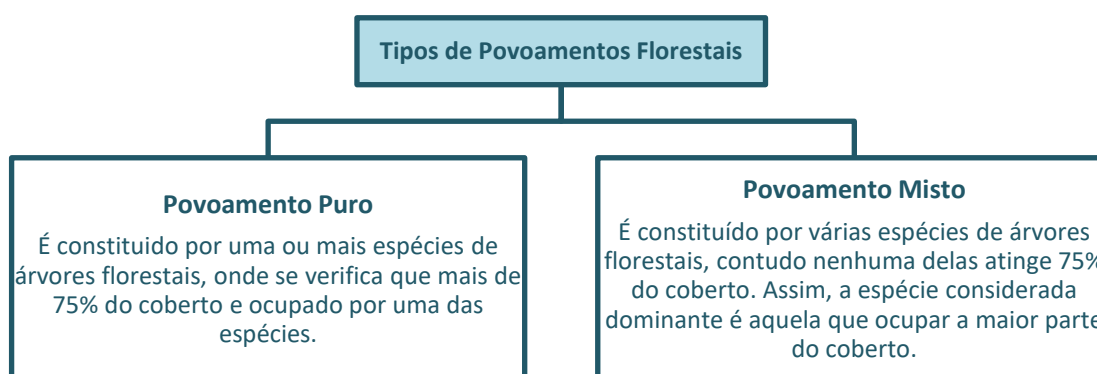 Tipos de Povoamentos Florestais
Povoamento Puro
É constituido por uma ou mais espécies de
árvores florestais, onde se verifica que mais de
75% do coberto e ocupado por uma das
espécies.
Povoamento Misto
É constituído por várias espécies de árvores
florestais, contudo nenhuma delas atinge 75%
do coberto. Assim, a espécie considerada
dominante é aquela que ocupar a maior parte
do coberto.